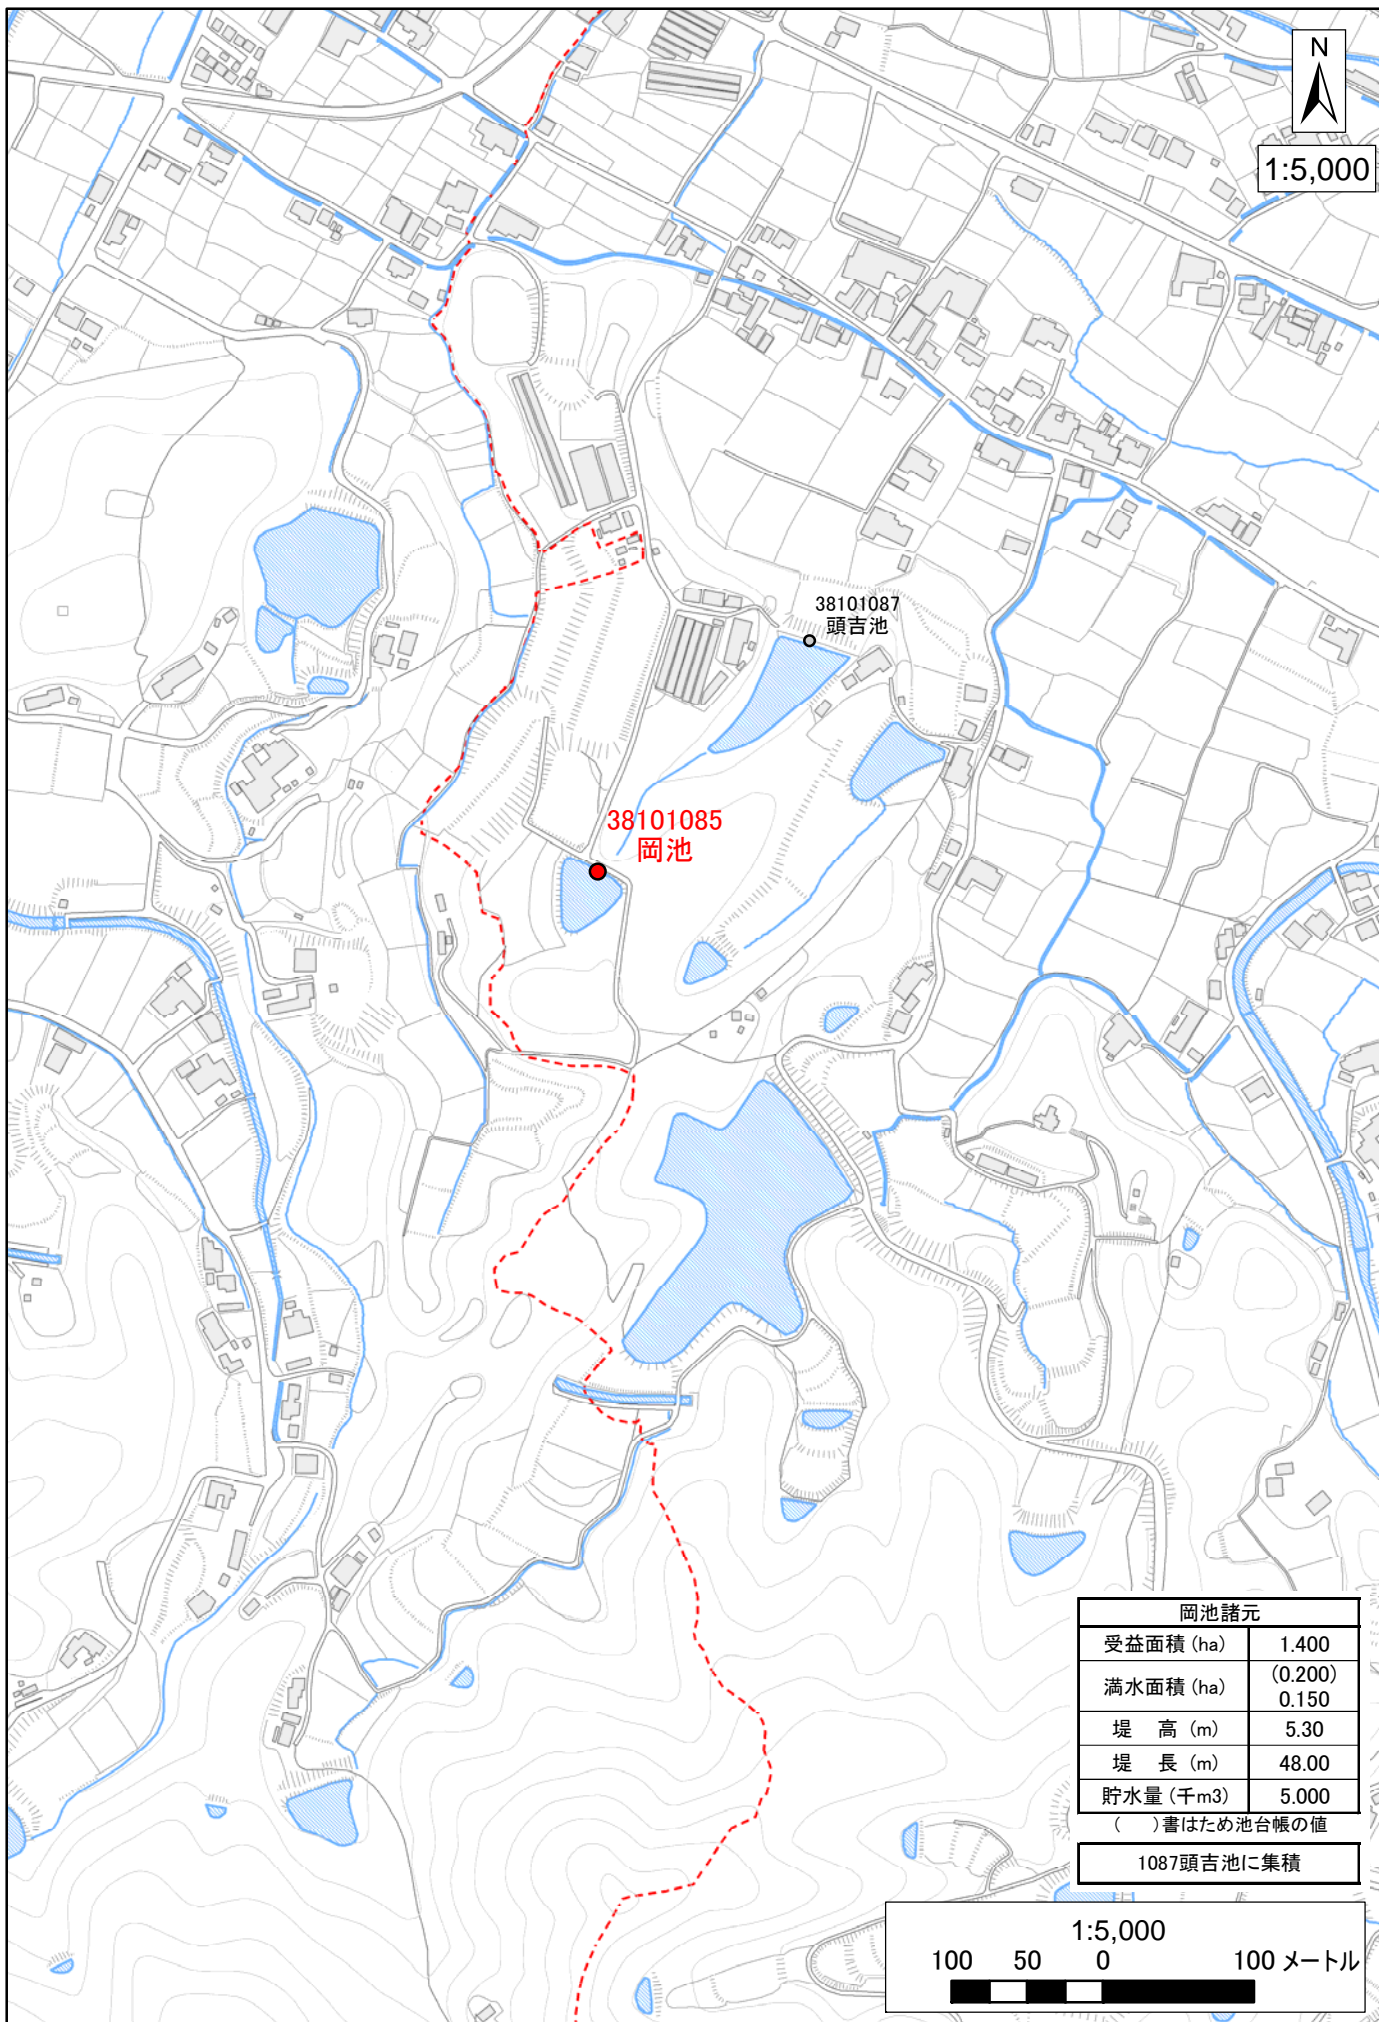 N
1:5,000
38101087
頭吉池
38101085
岡池
岡池諸元
受益面積 (ha) 1.400
満水面積 (ha) (0.200)
0.150
堤 高 (m) 5.30
堤 長 (m) 48.00
貯水量 (千m3) 5.000
( )書はため池台帳の値
1087頭吉池に集積
1:5,000
100 50 0 100 メートル